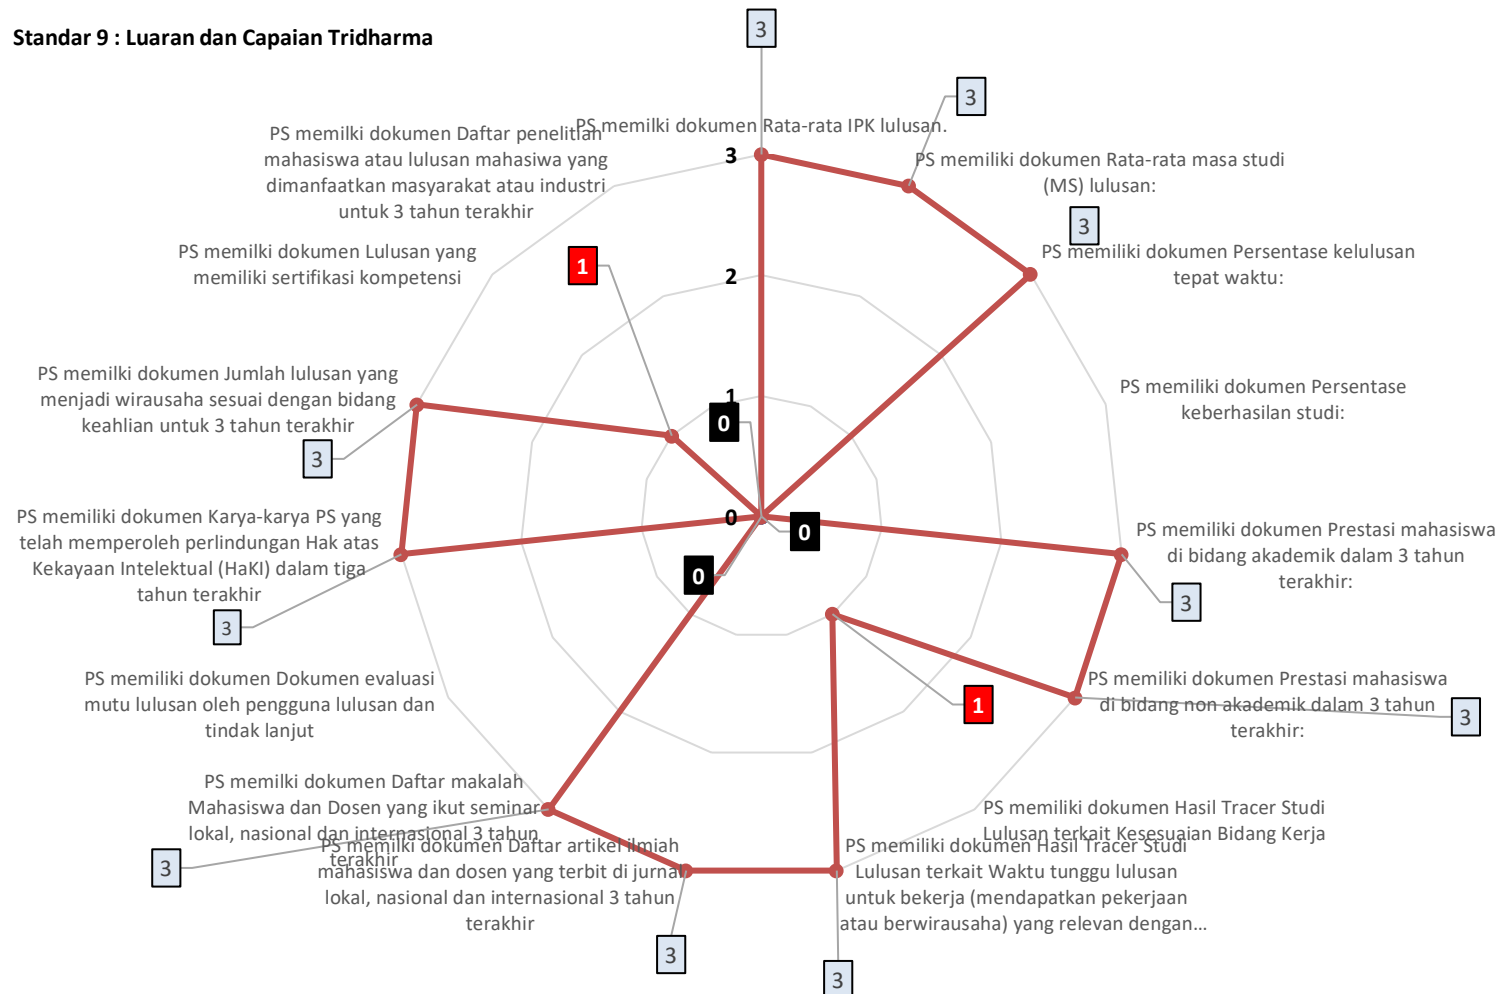 Standar 9 : Luaran dan Capaian Tridharma
3
3
PS memilki dokumen Rata-rata IPK lulusan.
PS memiliki dokumen Rata-rata masa studi
(MS) lulusan:
3
PS memiliki dokumen Persentase kelulusan
tepat waktu:
PS memiliki dokumen Persentase
keberhasilan studi:
0
PS memiliki dokumen Prestasi mahasiswa
di bidang akademik dalam 3 tahun
terakhir:
3
PS memiliki dokumen Prestasi mahasiswa
di bidang non akademik dalam 3 tahun
terakhir:
3
PS memiliki dokumen Hasil Tracer Studi
Lulusan terkait Kesesuaian Bidang Kerja
1
PS memiliki dokumen Hasil Tracer Studi
Lulusan terkait Waktu tunggu lulusan
untuk bekerja (mendapatkan pekerjaan
atau berwirausaha) yang relevan dengan...
3
PS memilki dokumen Daftar artikel ilmiah
mahasiswa dan dosen yang terbit di jurnal
lokal, nasional dan internasional 3 tahun
terakhir
3
PS memilki dokumen Daftar makalah
Mahasiswa dan Dosen yang ikut seminar
lokal, nasional dan internasional 3 tahun
terakhir
3
PS memiliki dokumen Dokumen evaluasi
mutu lulusan oleh pengguna lulusan dan
tindak lanjut
0
PS memiliki dokumen Karya-karya PS yang
telah memperoleh perlindungan Hak atas
Kekayaan Intelektual (HaKI) dalam tiga
tahun terakhir
3
PS memilki dokumen Jumlah lulusan yang
menjadi wirausaha sesuai dengan bidang
keahlian untuk 3 tahun terakhir
3
PS memilki dokumen Lulusan yang
memiliki sertifikasi kompetensi
1
PS memilki dokumen Daftar penelitian
mahasiswa atau lulusan mahasiwa yang
dimanfaatkan masyarakat atau industri
untuk 3 tahun terakhir
0
3
2
1
0